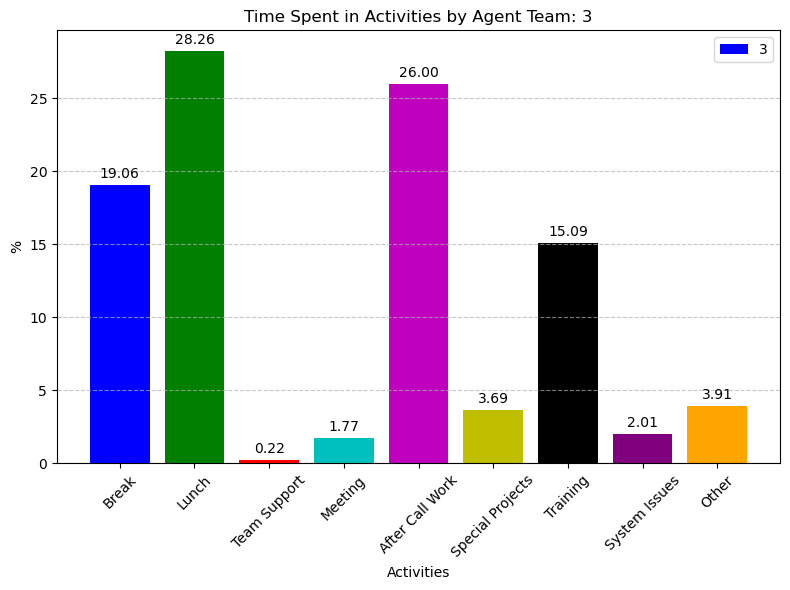 Time Spent in Activities by Agent Team: 3
3
28.26
26.00
19.06
15.09
3.91
3.69
2.01
1.77
0.22
25
20
15
10
5
0
%
Break
Lunch
Team Support
Meeting
After Call Work
Special Projects
Training
System Issues
Other
Activities